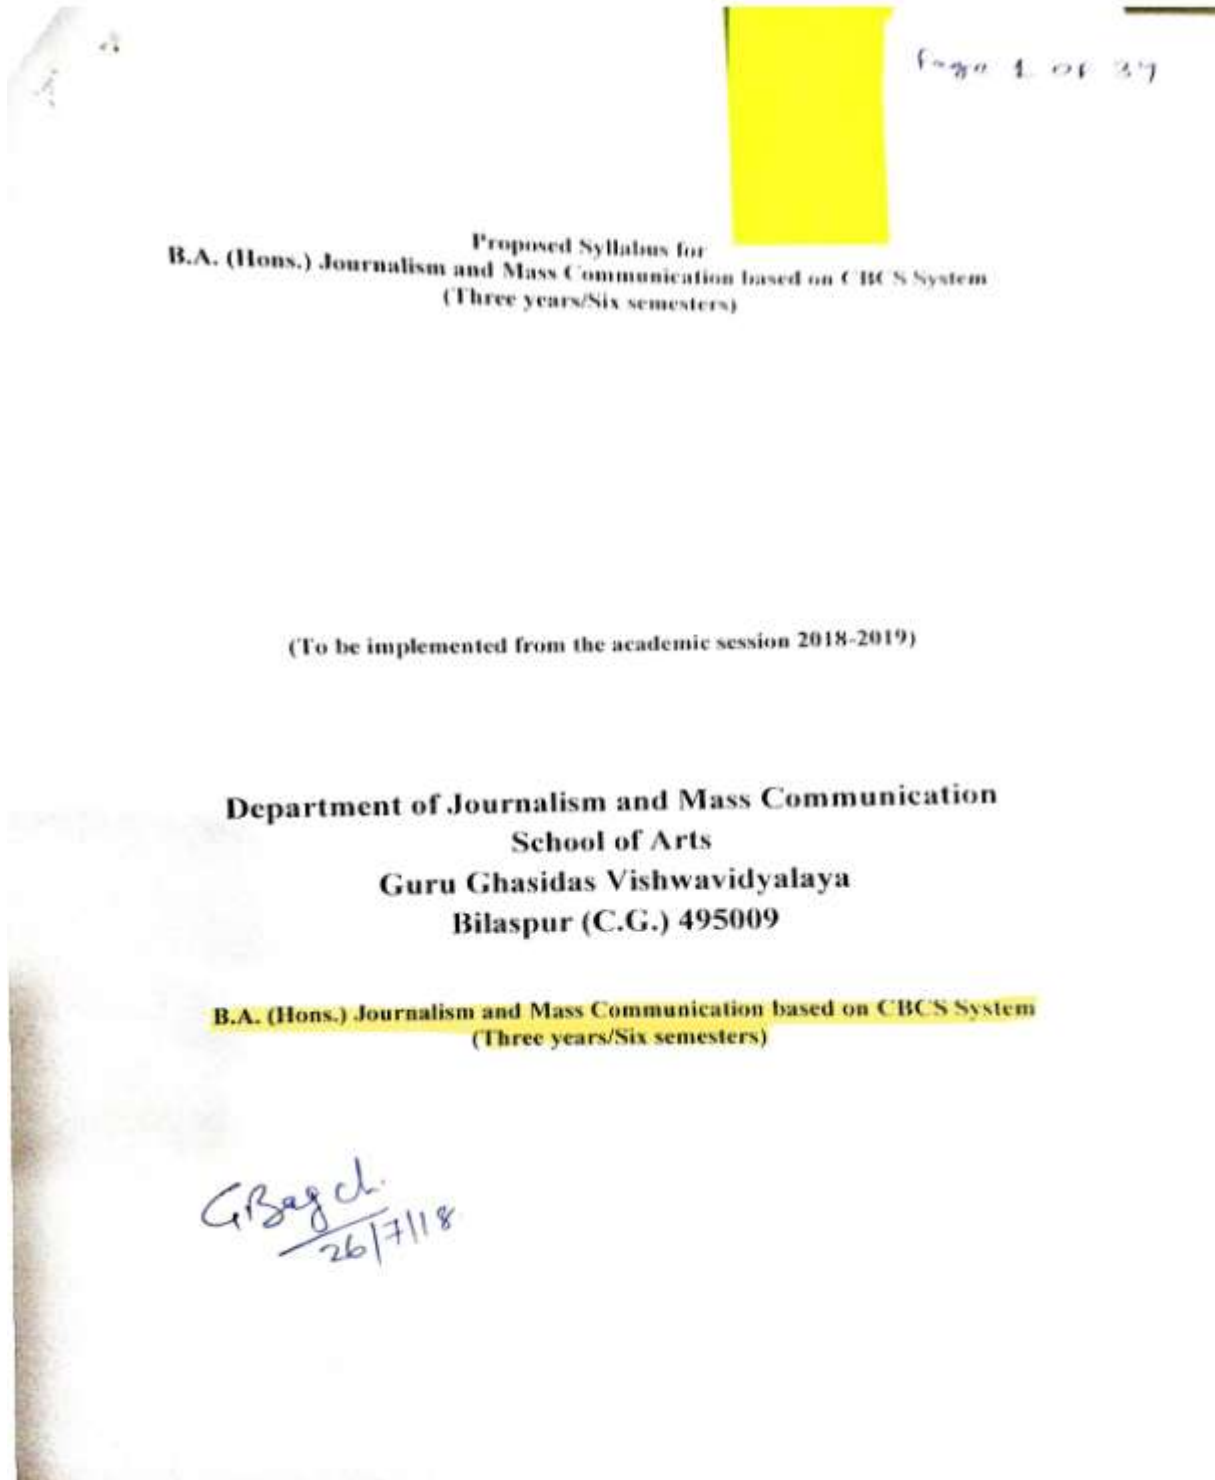 Page 1 of 37
Proposed Syllabus for
B.A. (Hons.) Journalism and Mass Communication based on CBCS System
(Three years/Six semesters)
(To be implemented from the academic session 2018-2019)
Department of Journalism and Mass Communication
School of Arts
Guru Ghasidas Vishwavidyalaya
Bilaspur (C.G.) 495009
B.A. (Hons.) Journalism and Mass Communication based on CBCS System
(Three years/Six semesters)
GBagch.
26/7/18